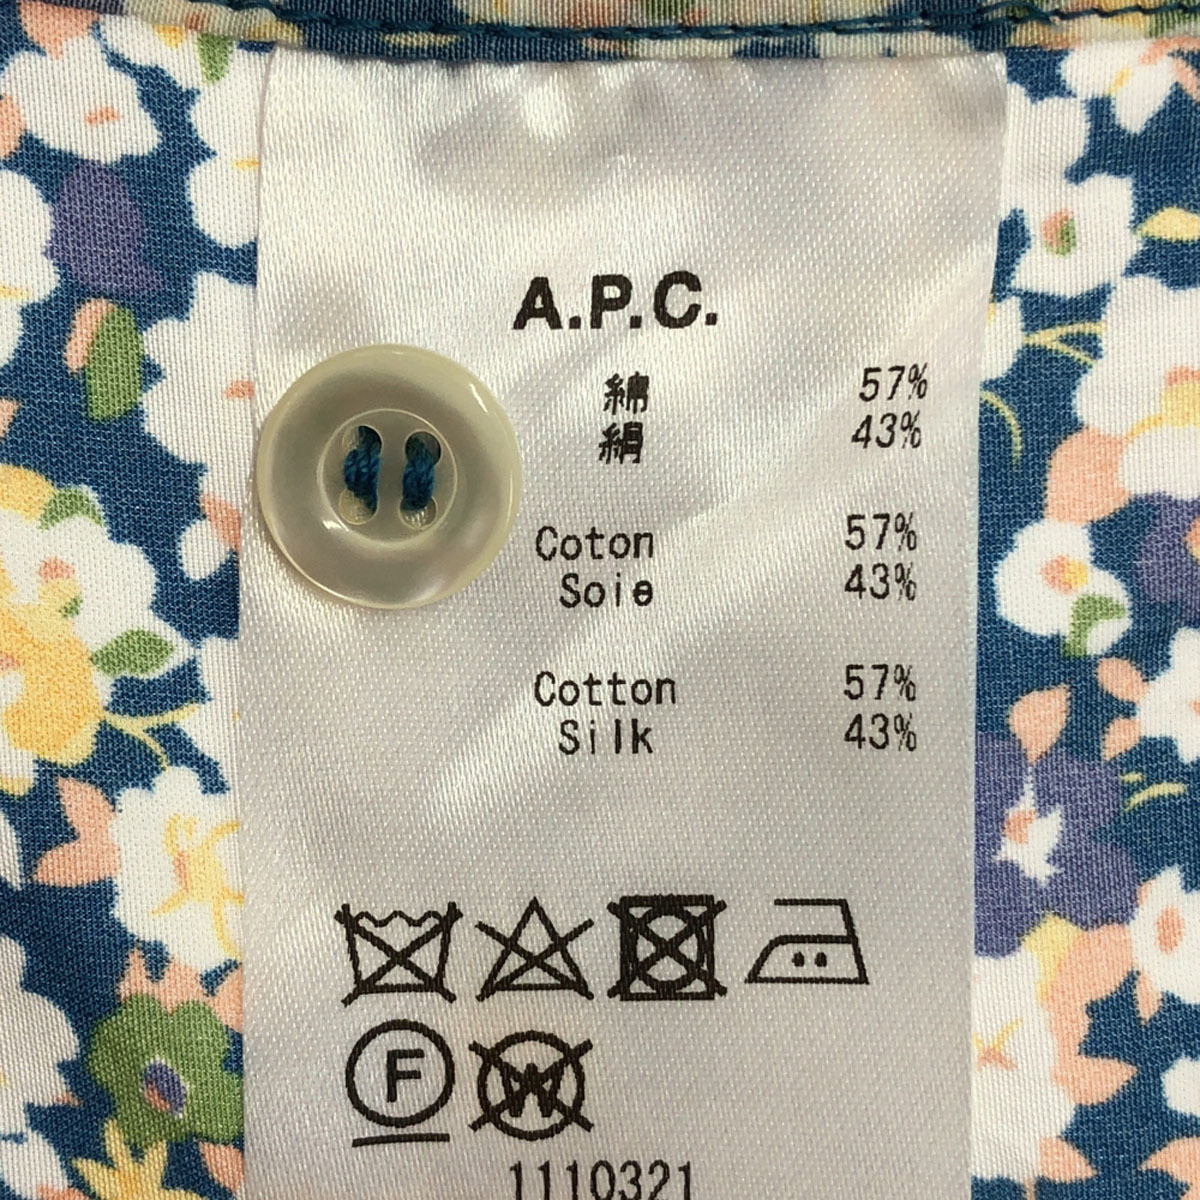 A.P.C.
綿 57%
絹 43%
Coton 57%
Soie 43%
Cotton 57%
Silk 43%
F W
1110321